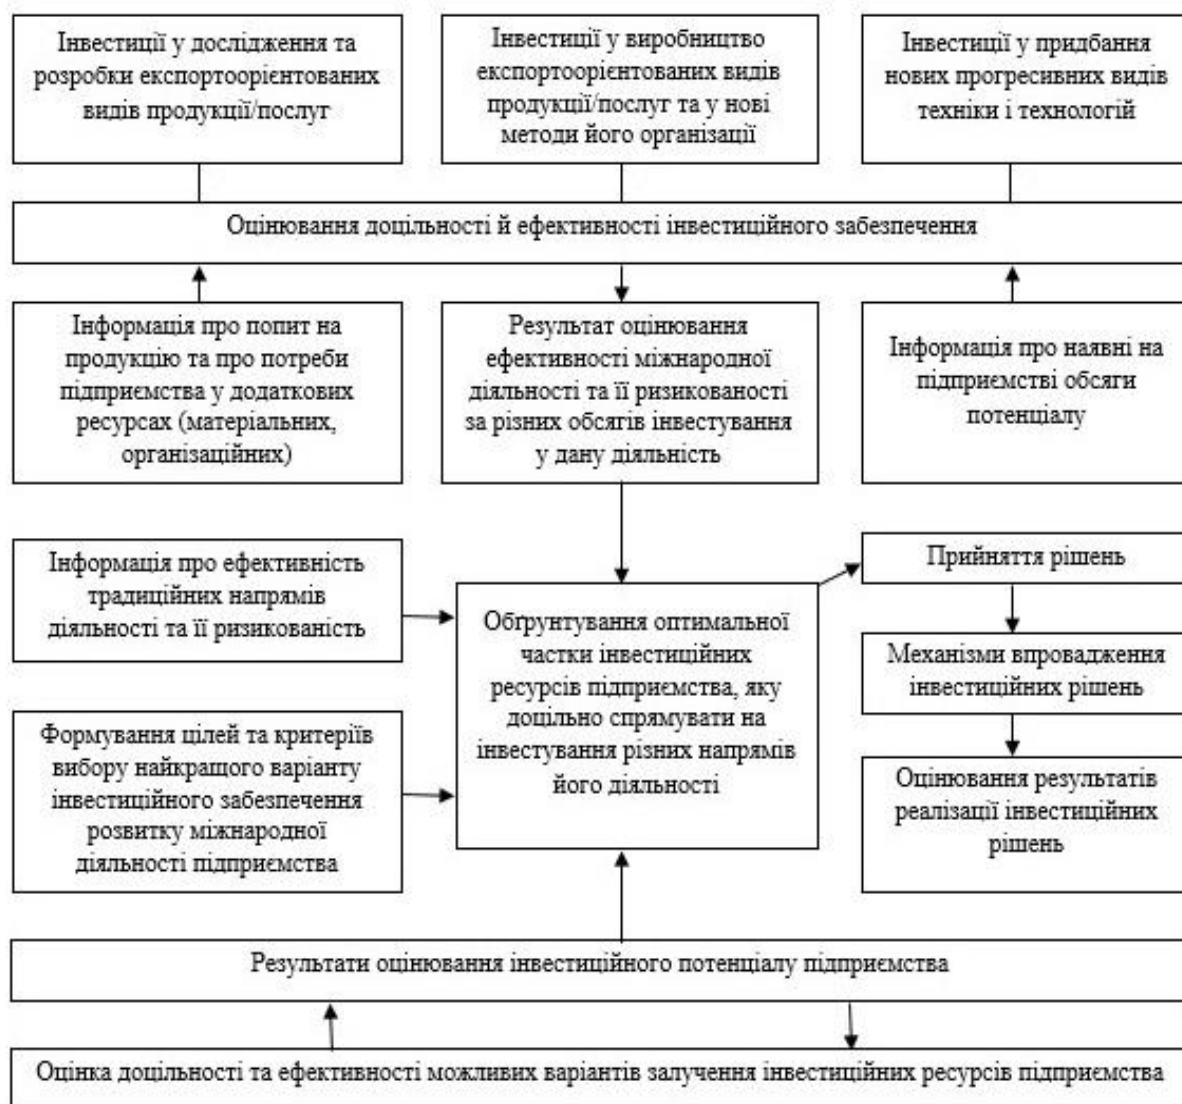 Інвестиції у дослідження та
розробки експортоорієнтованих
видів продукції/послуг
Інвестиції у виробництво
експортоорієнтованих видів
продукції/послуг та у нові
методи його організації
Інвестиції у придбання
нових прогресивних видів
техніки і технологій
Оцінювання доцільності й ефективності інвестиційного забезпечення
Інформація про попит на
продукцію та про потреби
підприємства у додаткових
ресурсах (матеріальних,
організаційних)
Результат оцінювання
ефективності міжнародної
діяльності та її ризикованості
за різних обсягів інвестування
у дану діяльність
Інформація про наявні на
підприємстві обсяги
потенціалу
Інформація про ефективність
традиційних напрямів
діяльності та її ризикованість
Обґрунтування оптимальної
частки інвестиційних
ресурсів підприємства, яку
доцільно спрямувати на
інвестування різних напрямів
його діяльності
Прийняття рішень
Механізми впровадження
інвестиційних рішень
Формування цілей та критеріїв
вибору найкращого варіанту
інвестиційного забезпечення
розвитку міжнародної
діяльності підприємства
Оцінювання результатів
реалізації інвестиційних
рішень
Результати оцінювання інвестиційного потенціалу підприємства
Оцінка доцільності та ефективності можливих варіантів залучення інвестиційних ресурсів підприємства